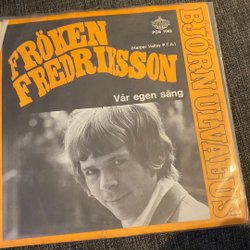 FRÖKEN
FREDRIKSSON
(Harper Valley P.T.A.)
Vår egen sång
BJÖRN ULVAEUS